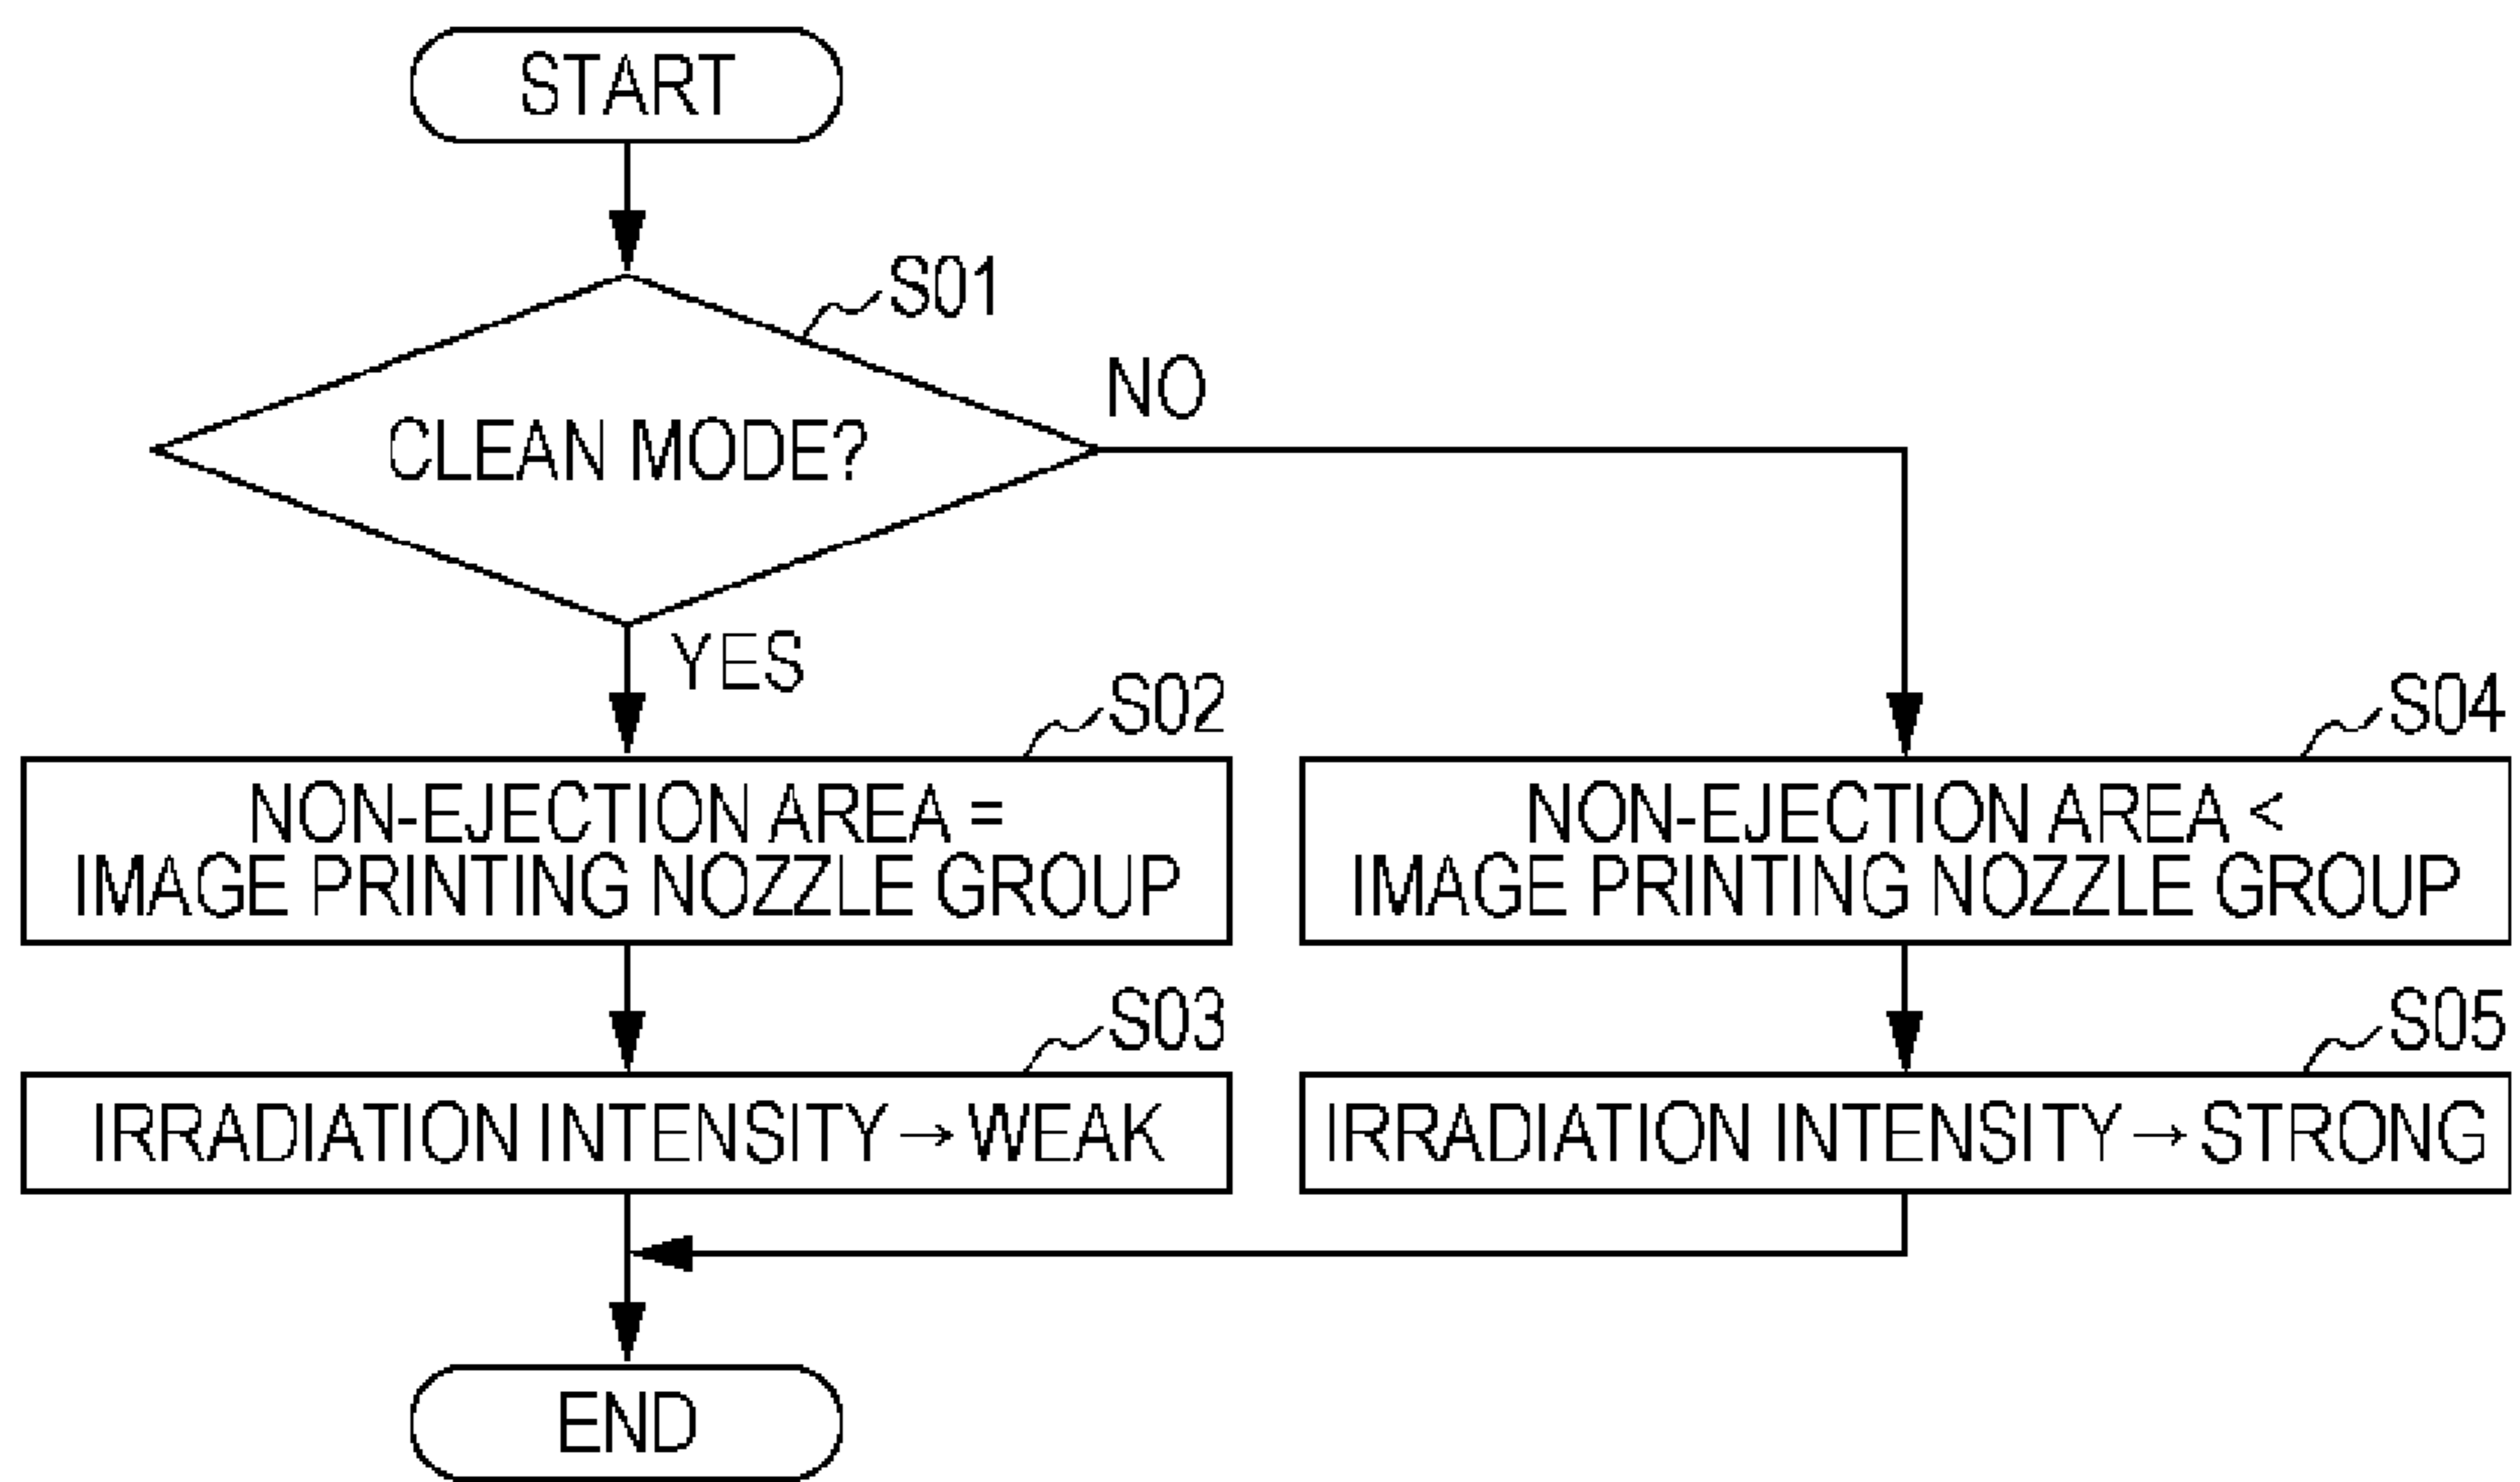 START
S01
CLEAN MODE?
NO
YES
S02
NON-EJECTION AREA =
IMAGE PRINTING NOZZLE GROUP
S04
NON-EJECTION AREA <
IMAGE PRINTING NOZZLE GROUP
S03
IRRADIATION INTENSITY → WEAK
S05
IRRADIATION INTENSITY → STRONG
END